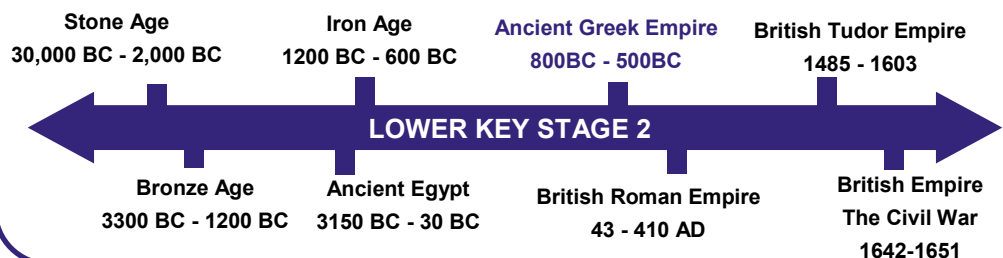 Stone Age
30,000 BC - 2,000 BC
Iron Age
1200 BC - 600 BC
Ancient Greek Empire
800BC - 500BC
British Tudor Empire
1485 - 1603
LOWER KEY STAGE 2
Bronze Age
3300 BC - 1200 BC
Ancient Egypt
3150 BC - 30 BC
British Roman Empire
43 - 410 AD
British Empire
The Civil War
1642-1651